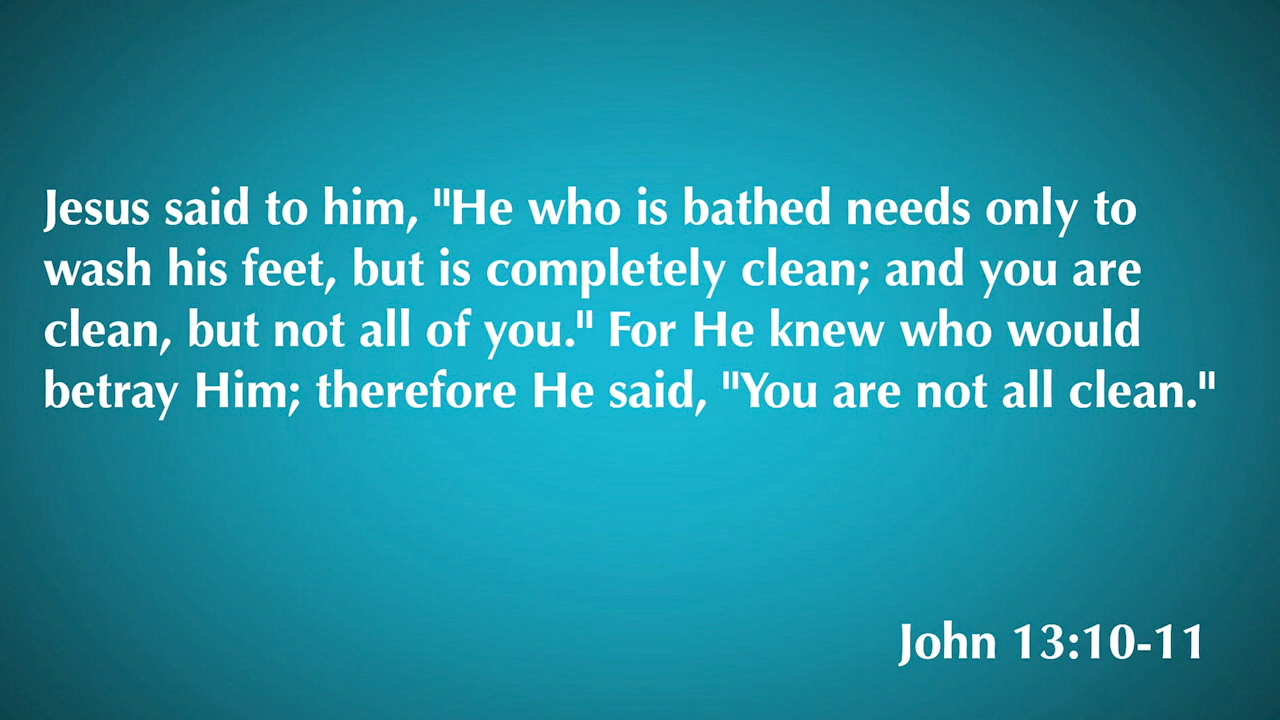 Jesus said to him, "He who is bathed needs only to
wash his feet, but is completely clean; and you are
clean, but not all of you." For He knew who would
betray Him; therefore He said, "You are not all clean."
John 13:10-11